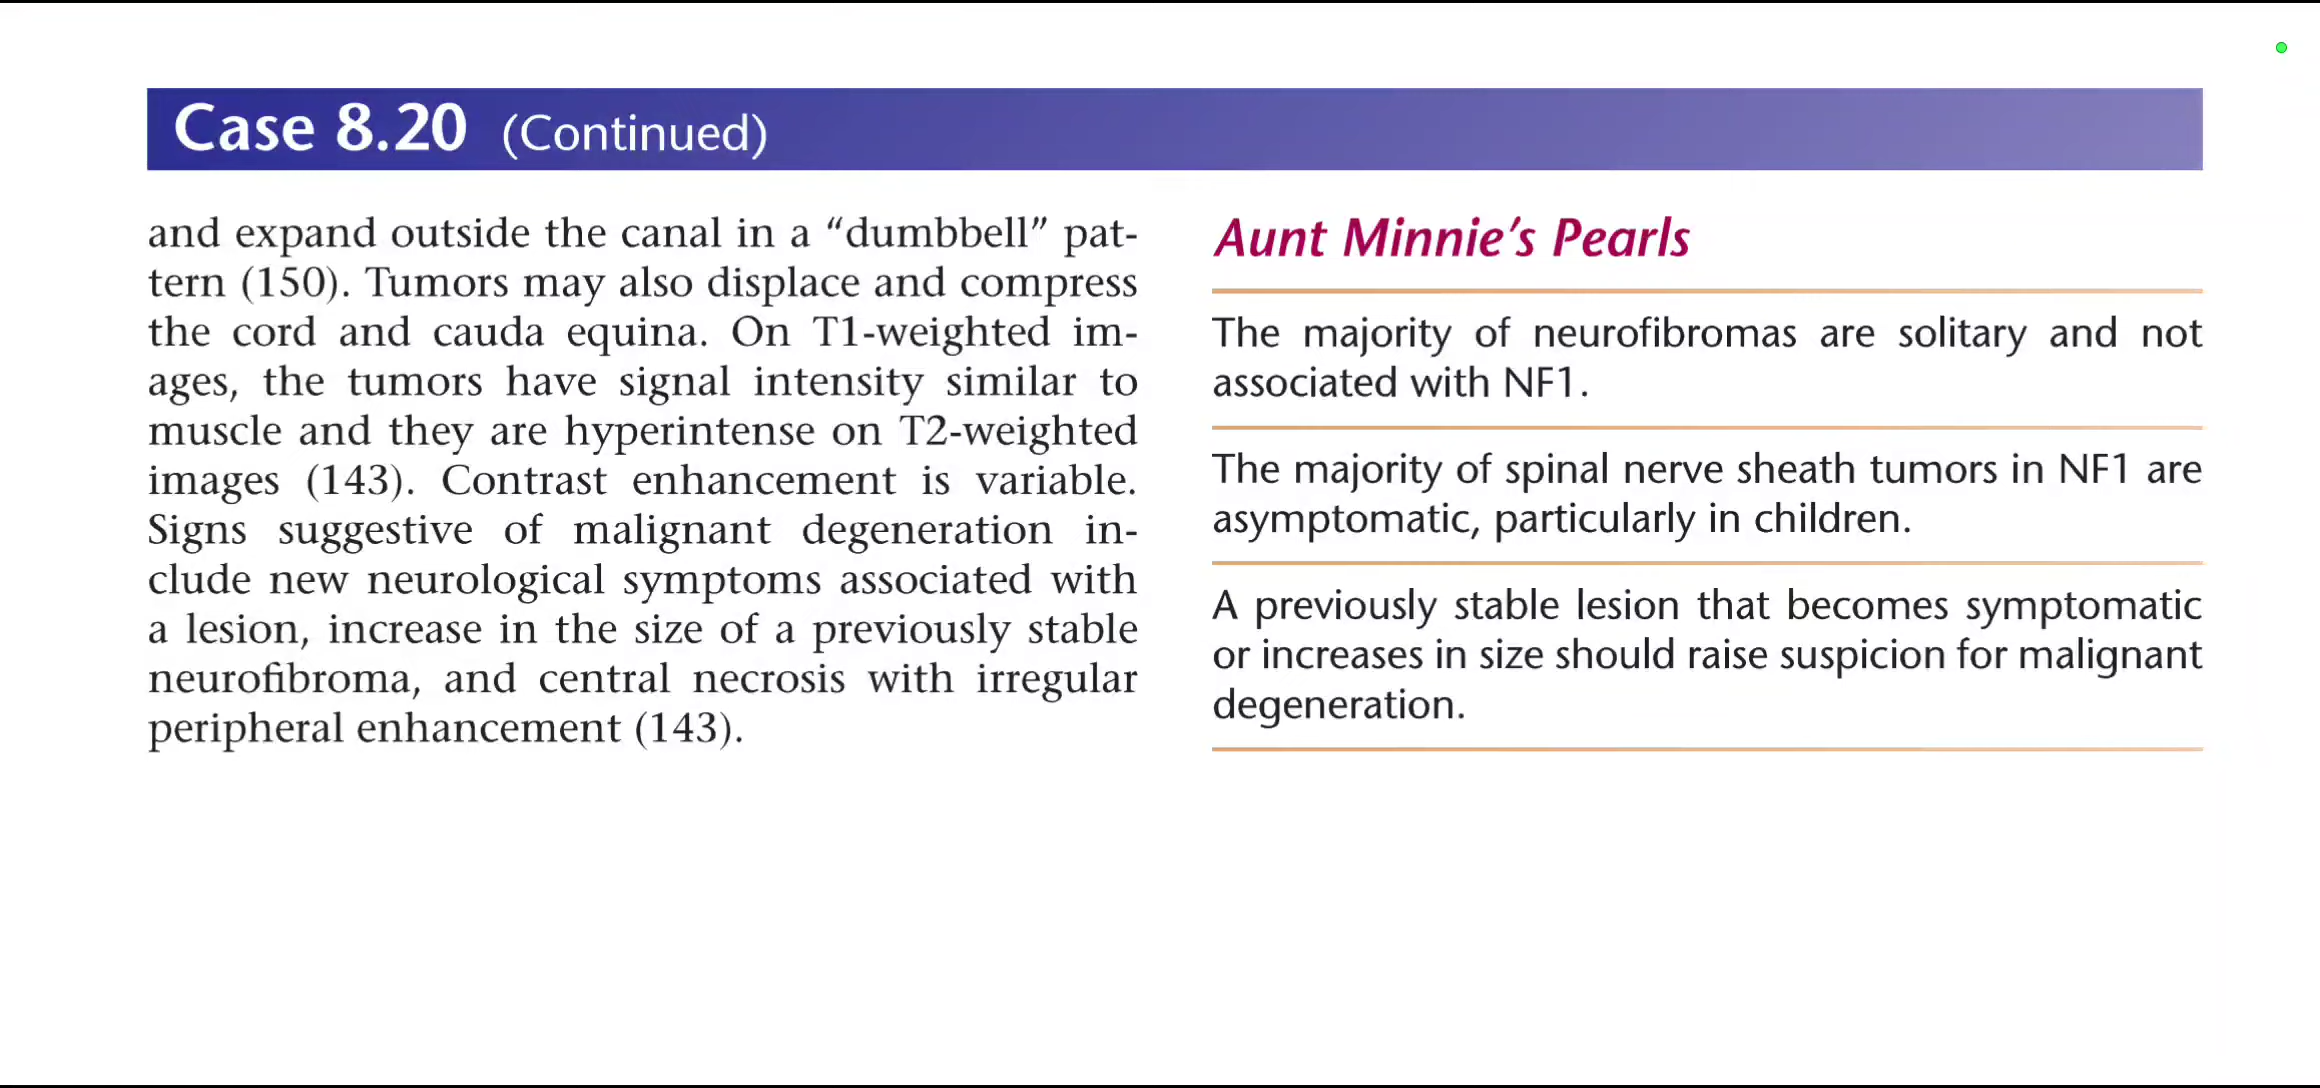 Case 8.20 (Continued)
and expand outside the canal in a “dumbbell” pat-
tern (150). Tumors may also displace and compress
the cord and cauda equina. On T1-weighted im-
ages, the tumors have signal intensity similar to
muscle and they are hyperintense on T2-weighted
images (143). Contrast enhancement is variable.
Signs suggestive of malignant degeneration in-
clude new neurological symptoms associated with
a lesion, increase in the size of a previously stable
neurofibroma, and central necrosis with irregular
peripheral enhancement (143).
Aunt Minnie’s Pearls
The majority of neurofibromas are solitary and not
associated with NF1.
The majority of spinal nerve sheath tumors in NF1 are
asymptomatic, particularly in children.
A previously stable lesion that becomes symptomatic
or increases in size should raise suspicion for malignant
degeneration.